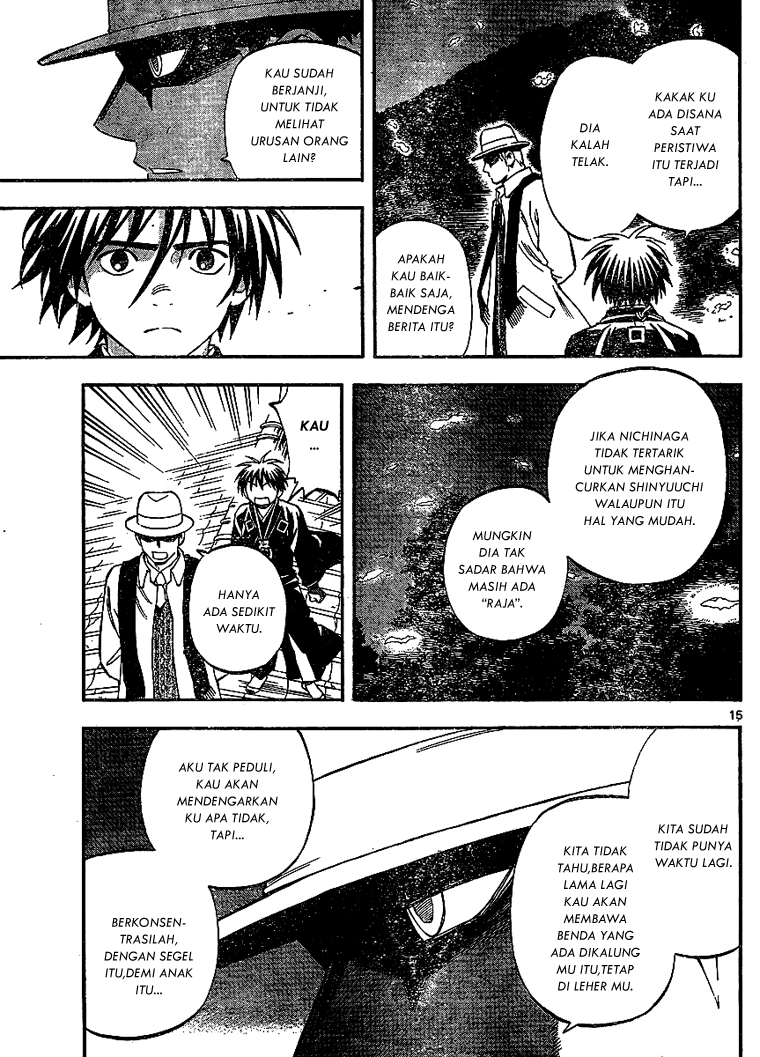 KAKAK KU
ADA DISANA
SAAT
PERISTIWA
ITU TERJADI
TAPI...
DIA
KALAH
TELAK.
APAKAH
KAU BAIK-
BAIK SAJA,
MENDENGA
BERITA ITU?
KAU SUDAH
BERJANJI,
UNTUK TIDAK
MELIHAT
URUSAN ORANG
LAIN?
JIKA NICHINAGA
TIDAK TERTARIK
UNTUK MENGHAN-
CURKAN SHINYUUCHI
WALAUPUN ITU
HAL YANG MUDAH.
MUNGKIN
DIA TAK
SADAR BAHWA
MASIH ADA
“RAJA”.
KAU
...
HANYA
ADA SEDIKIT
WAKTU.
15
KITA SUDAH
TIDAK PUNYA
WAKTU LAGI.
KITA TIDAK
TAHU,BERAPA
LAMA LAGI
KAU AKAN
MEMBAWA
BENDA YANG
ADA DIKALUNG
MU ITU,TETAP
DI LEHER MU.
AKU TAK PEDULI,
KAU AKAN
MENDENGARKAN
KU APA TIDAK,
TAPI...
BERKONSEN-
TRASILAH,
DENGAN SEGEL
ITU,DEMI ANAK
ITU...